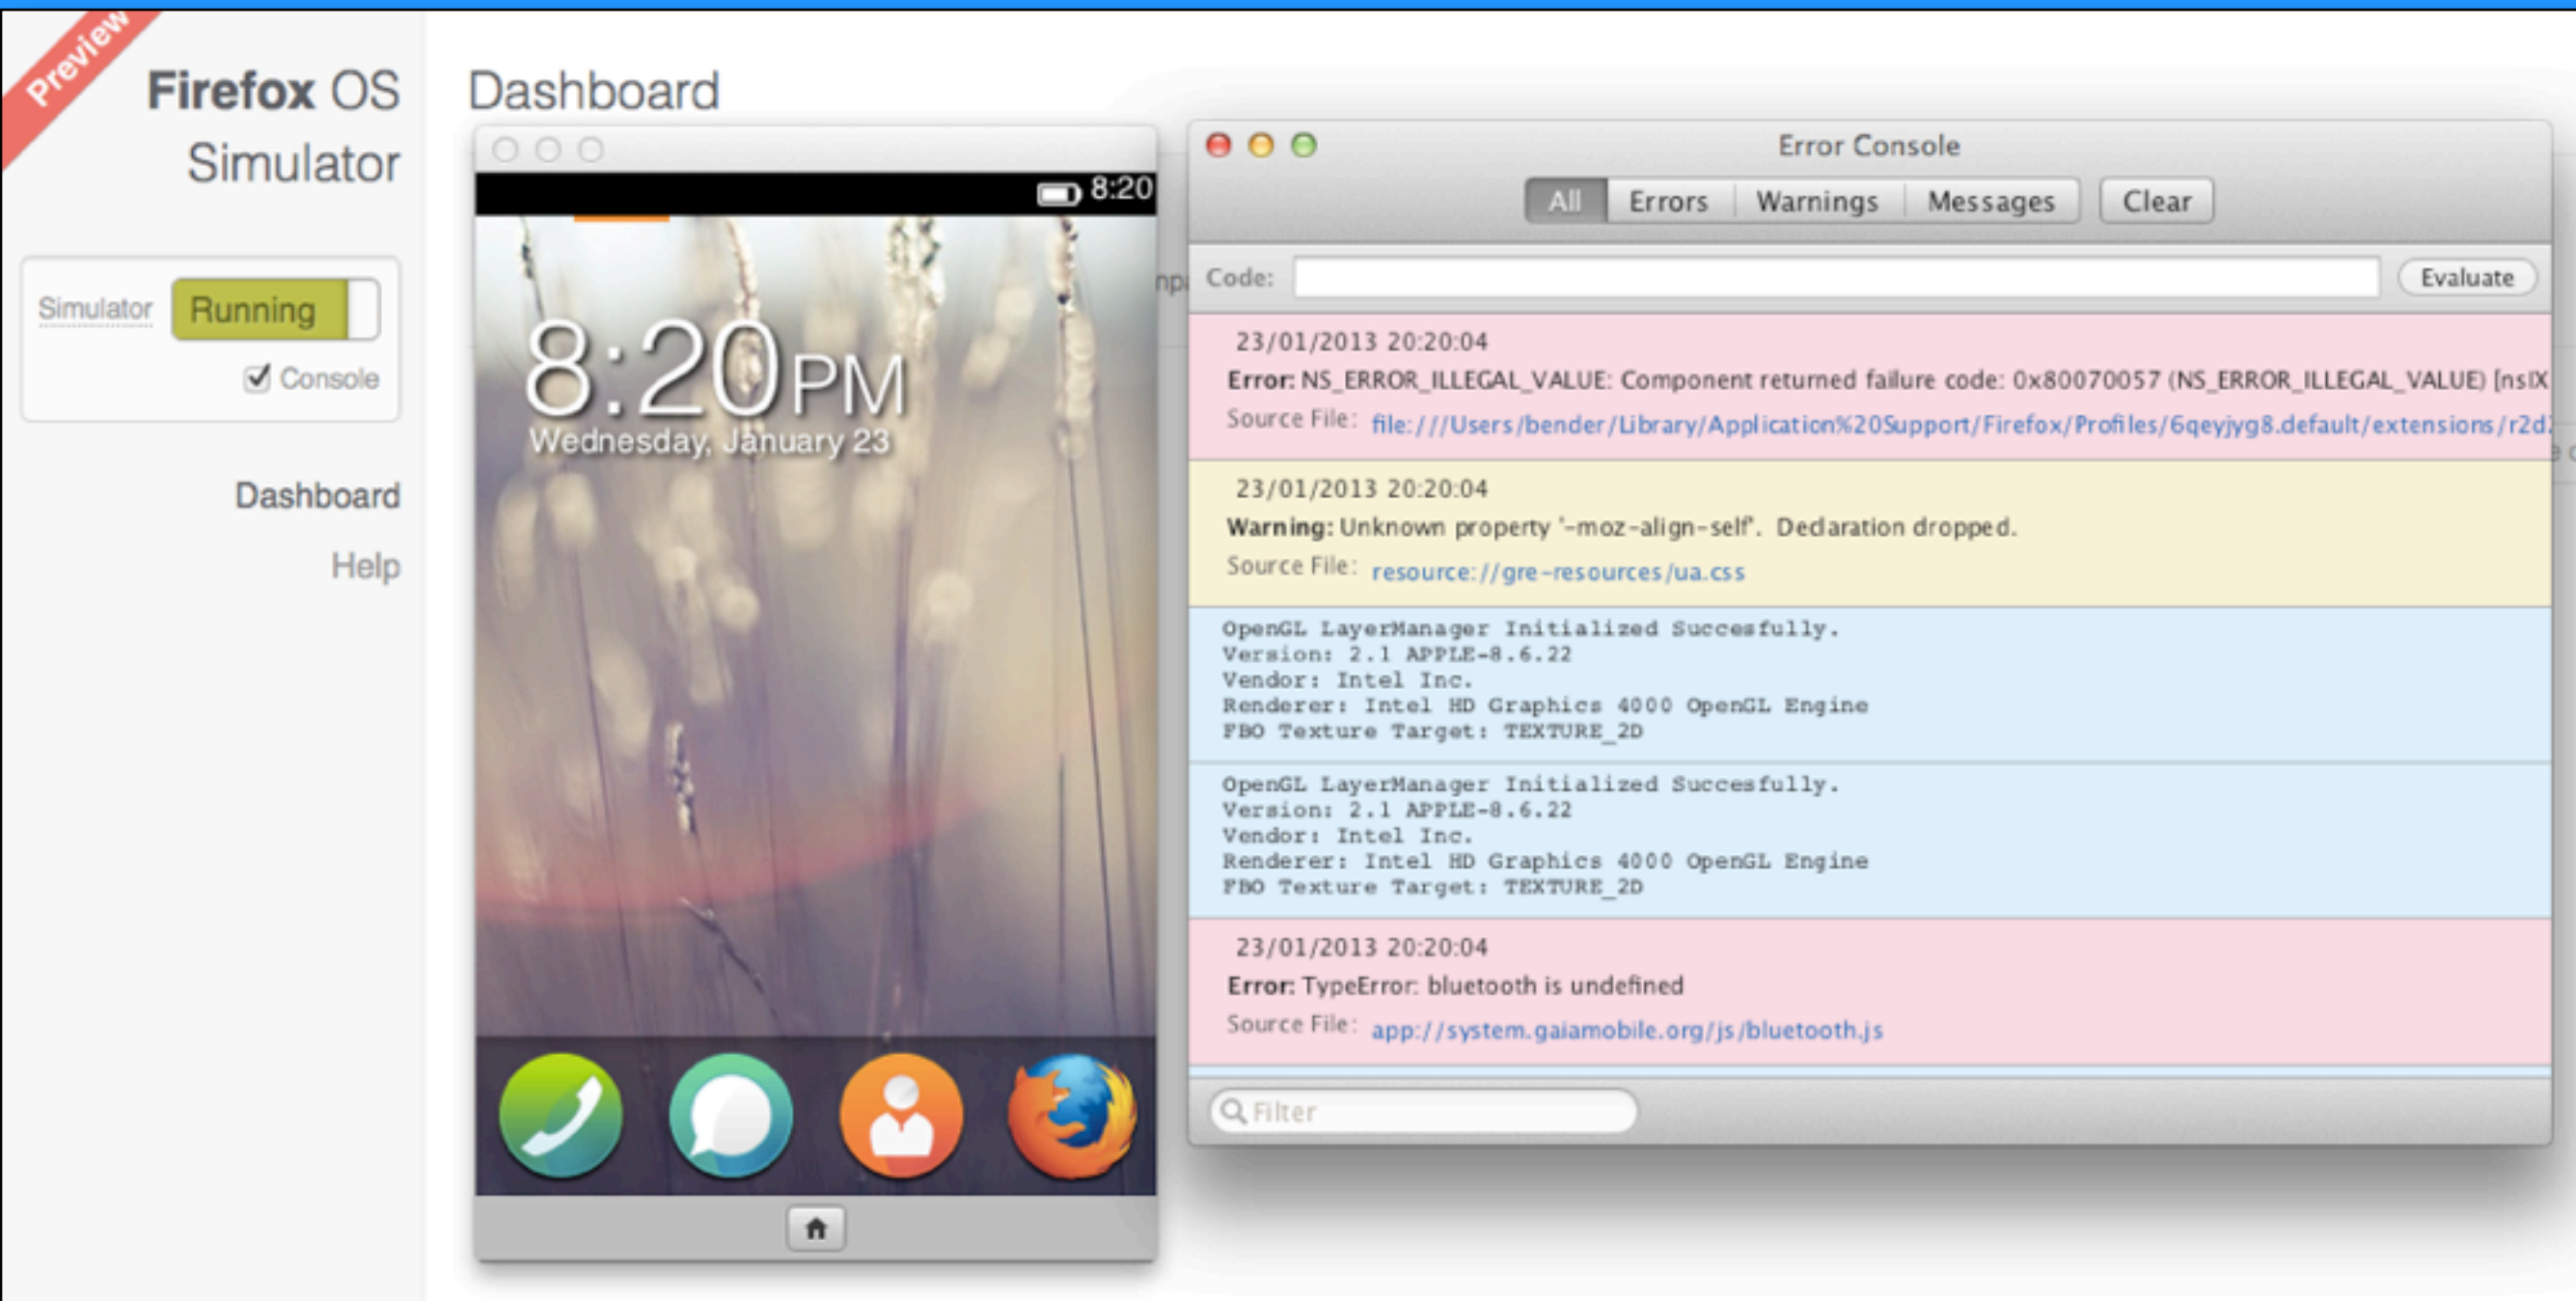 Preview
Firefox OS
Simulator
Simulator Running
Console
Dashboard
Help
Dashboard
8:20
8:20PM
Wednesday, January 23
Error Console
All Errors Warnings Messages Clear
Code: Evaluate
23/01/2013 20:20:04
Error: NS_ERROR_ILLEGAL_VALUE: Component returned failure code: 0x80070057 (NS_ERROR_ILLEGAL_VALUE) [nsIX
Source File: file:///Users/bender/Library/Application%20Support/Firefox/Profiles/6qeyjyg8.default/extensions/r2d
23/01/2013 20:20:04
Warning: Unknown property '-moz-align-self'. Declaration dropped.
Source File: resource://gre-resources/ua.css
OpenGL LayerManager Initialized Succesfully.
Version: 2.1 APPLE-8.6.22
Vendor: Intel Inc.
Renderer: Intel HD Graphics 4000 OpenGL Engine
FBO Texture Target: TEXTURE_2D
OpenGL LayerManager Initialized Succesfully.
Version: 2.1 APPLE-8.6.22
Vendor: Intel Inc.
Renderer: Intel HD Graphics 4000 OpenGL Engine
FBO Texture Target: TEXTURE_2D
23/01/2013 20:20:04
Error: TypeError: bluetooth is undefined
Source File: app://system.gaiamobile.org/js/bluetooth.js
Filter